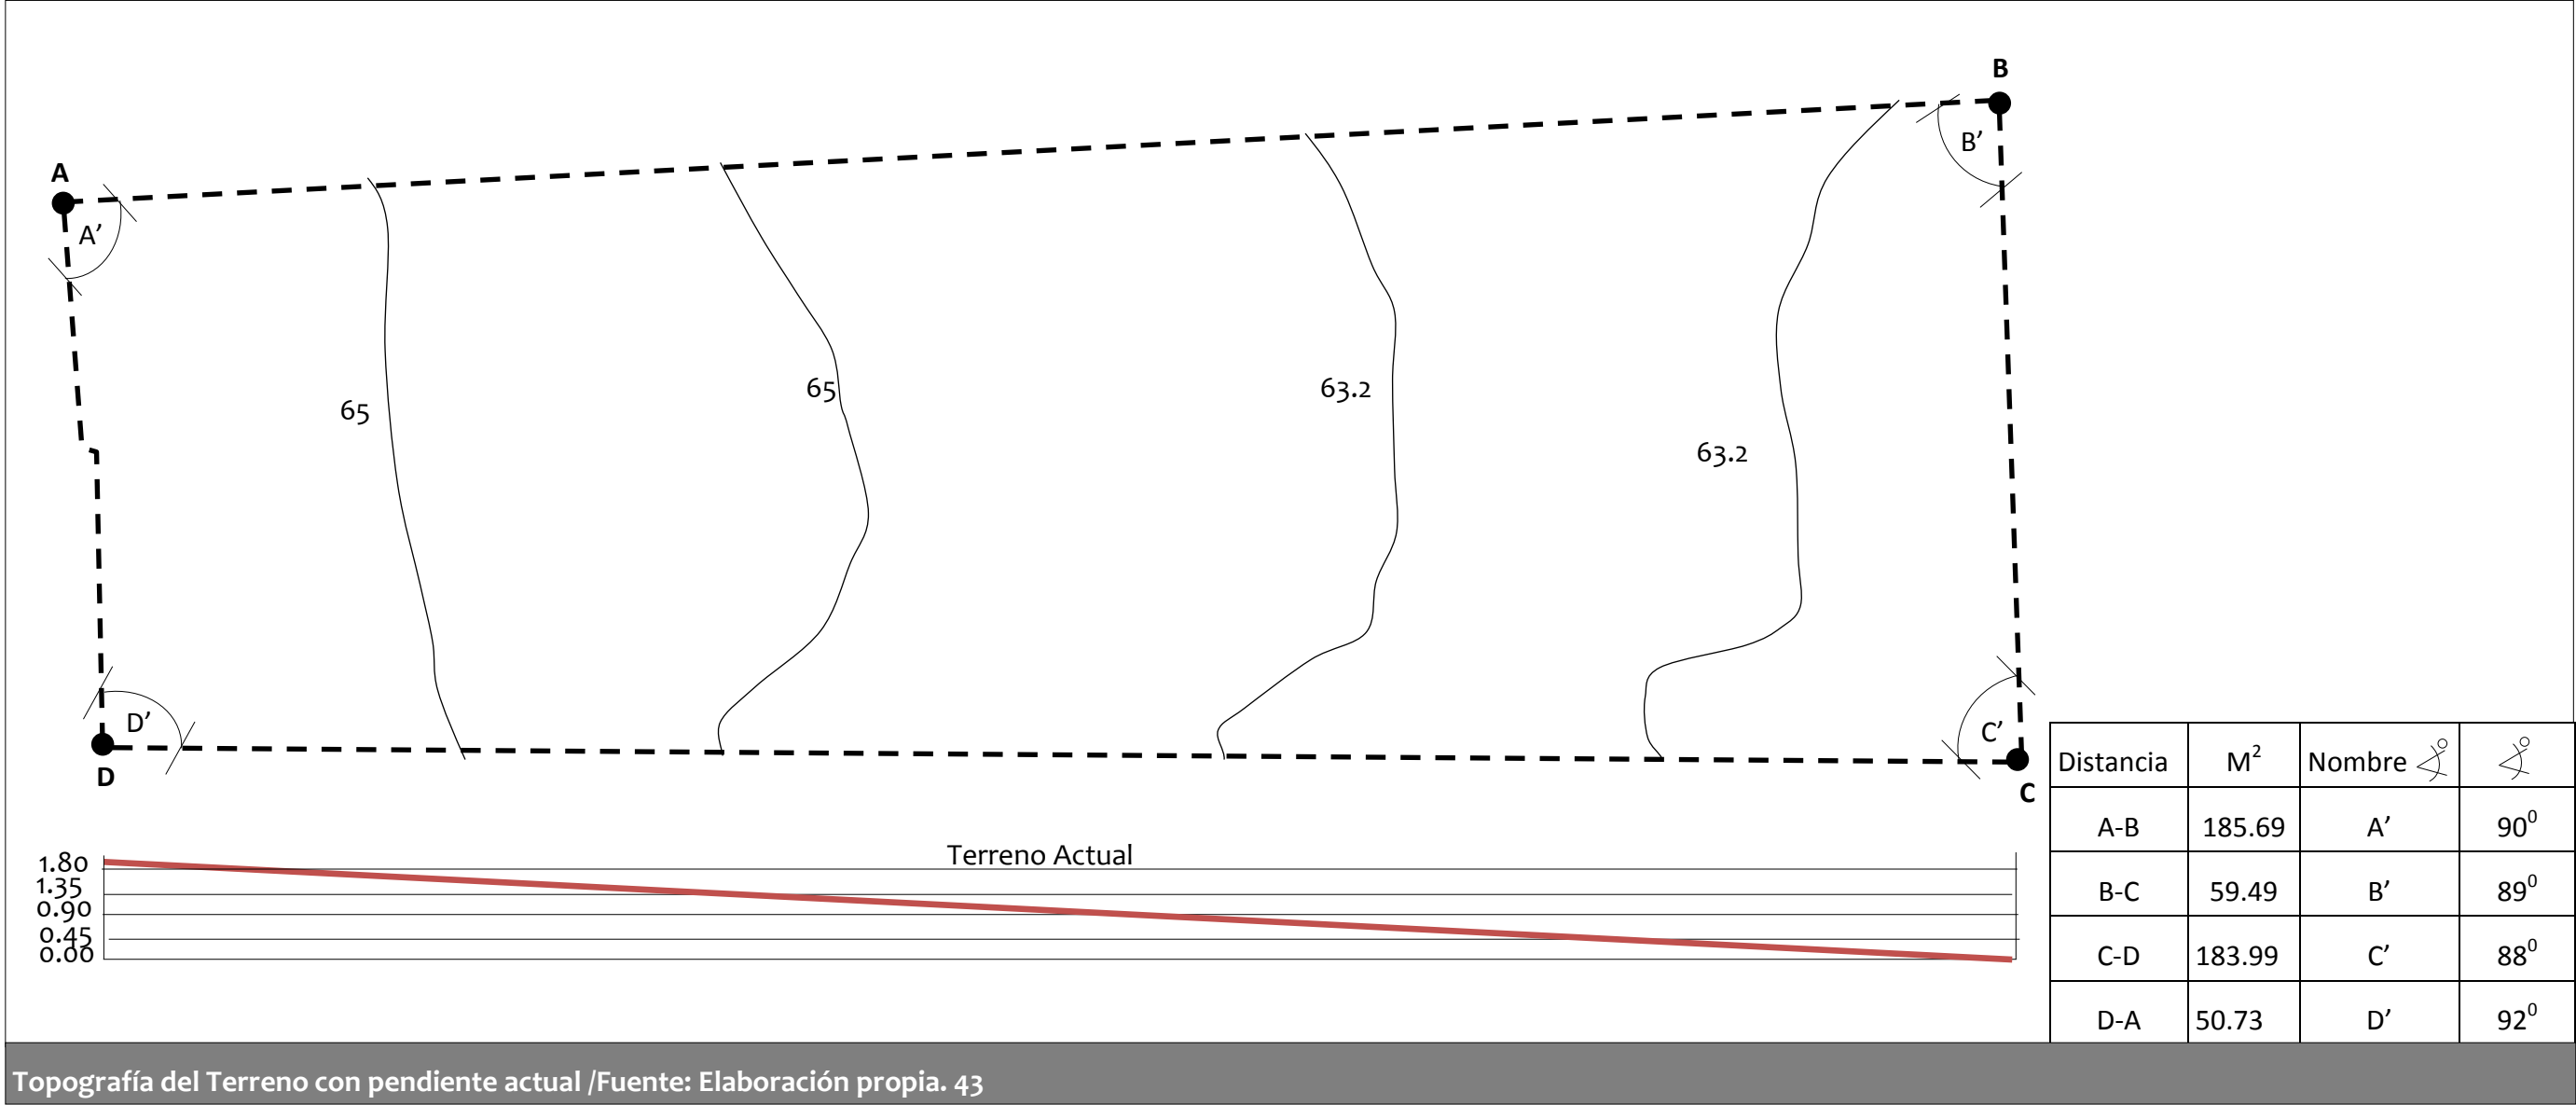 B
B’
A
A’
65
65
63.2
63.2
D’
D
C’
C
Terreno Actual
1.80
1.35
0.90
0.45
0.00
Distancia M² Nombre
A-B 185.69 A’ 90⁰
B-C 59.49 B’ 89⁰
C-D 183.99 C’ 88⁰
D-A 50.73 D’ 92⁰
Topografía del Terreno con pendiente actual /Fuente: Elaboración propia. 43